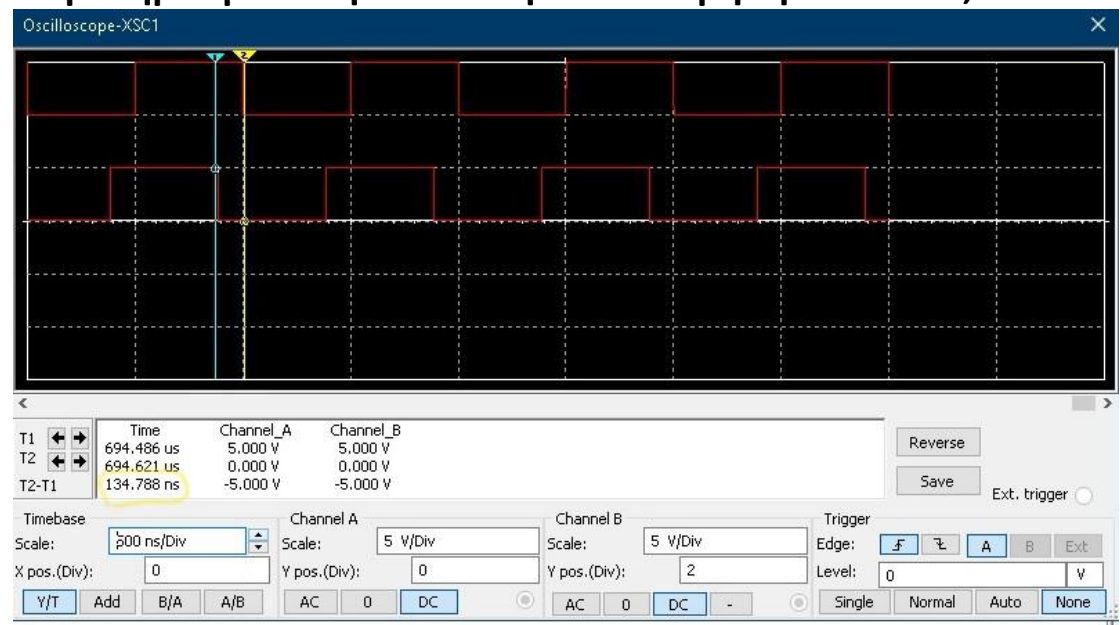 Oscilloscope-XSC1
1 2
T1
T2
T2-T1
Time Channel_A Channel_B
694.486 us 5.000 V 5.000 V
694.621 us 0.000 V 0.000 V
134.788 ns -5.000 V -5.000 V
Reverse
Save
Ext. trigger
Timebase
Scale: 500 ns/Div
X pos.(Div): 0
Y/T Add B/A A/B
Channel A
Scale: 5 V/Div
Y pos.(Div): 0
AC 0 DC
Channel B
Scale: 5 V/Div
Y pos.(Div): 2
AC 0 DC -
Trigger
Edge: A B Ext
Level: 0 V
Single Normal Auto None